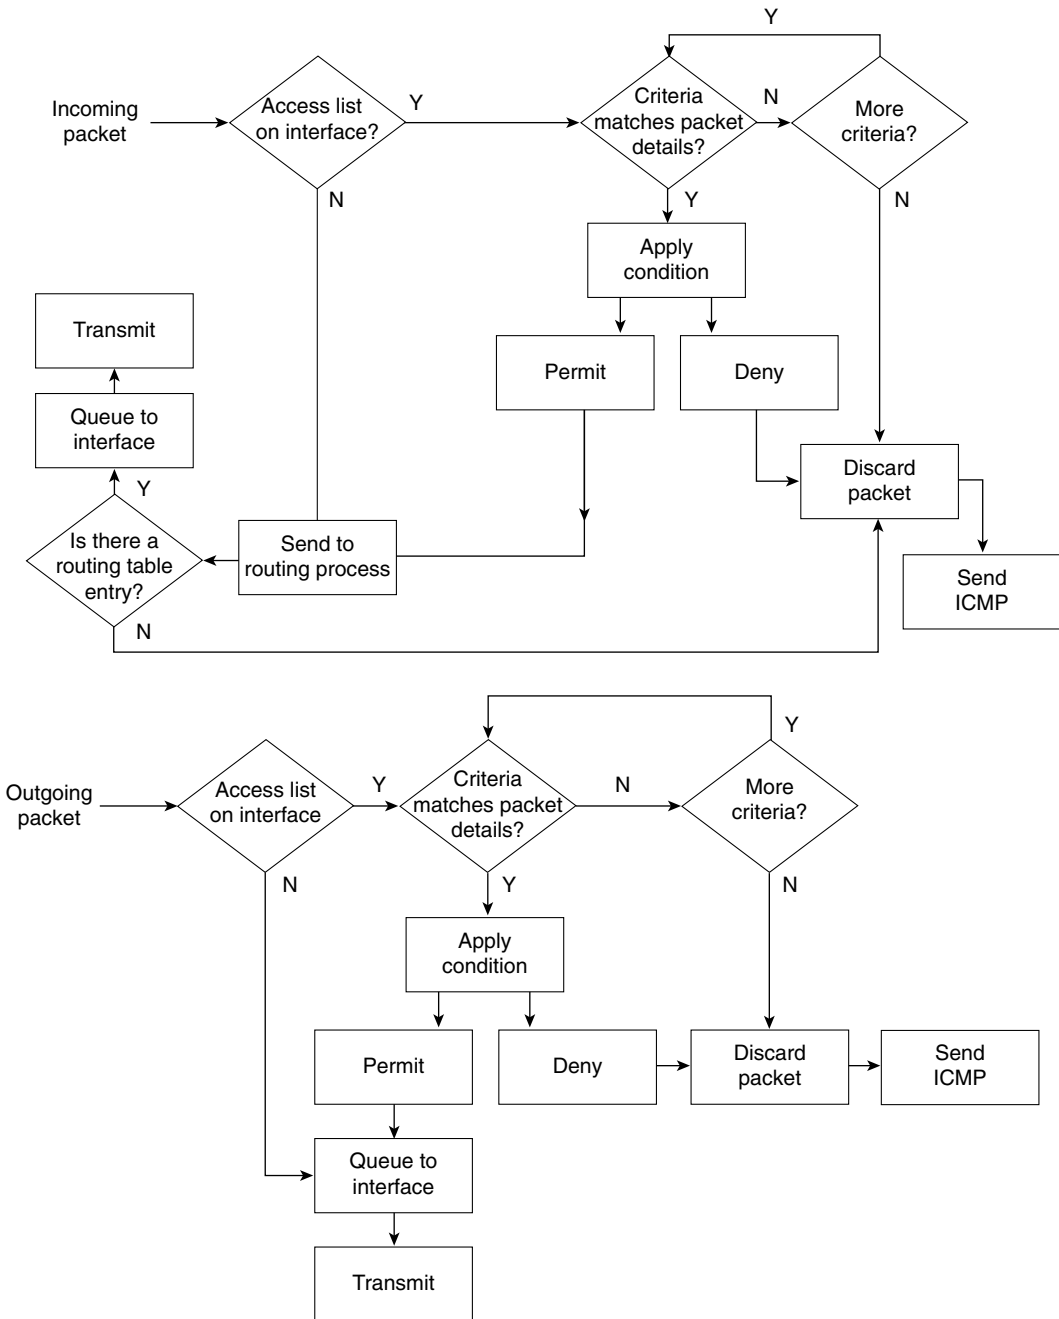 Y
Incoming
packet
Access list
on interface?
Y
Criteria
matches packet
details?
N
More
criteria?
N
Y
N
Apply
condition
Transmit
Permit
Deny
Queue to
interface
Y
Discard
packet
Is there a
routing table
entry?
Send to
routing process
Send
ICMP
N
Y
Outgoing
packet
Access list
on interface
Y
Criteria
matches packet
details?
N
More
criteria?
N
Y
N
Apply
condition
Permit
Deny
Discard
packet
Send
ICMP
Queue to
interface
Transmit